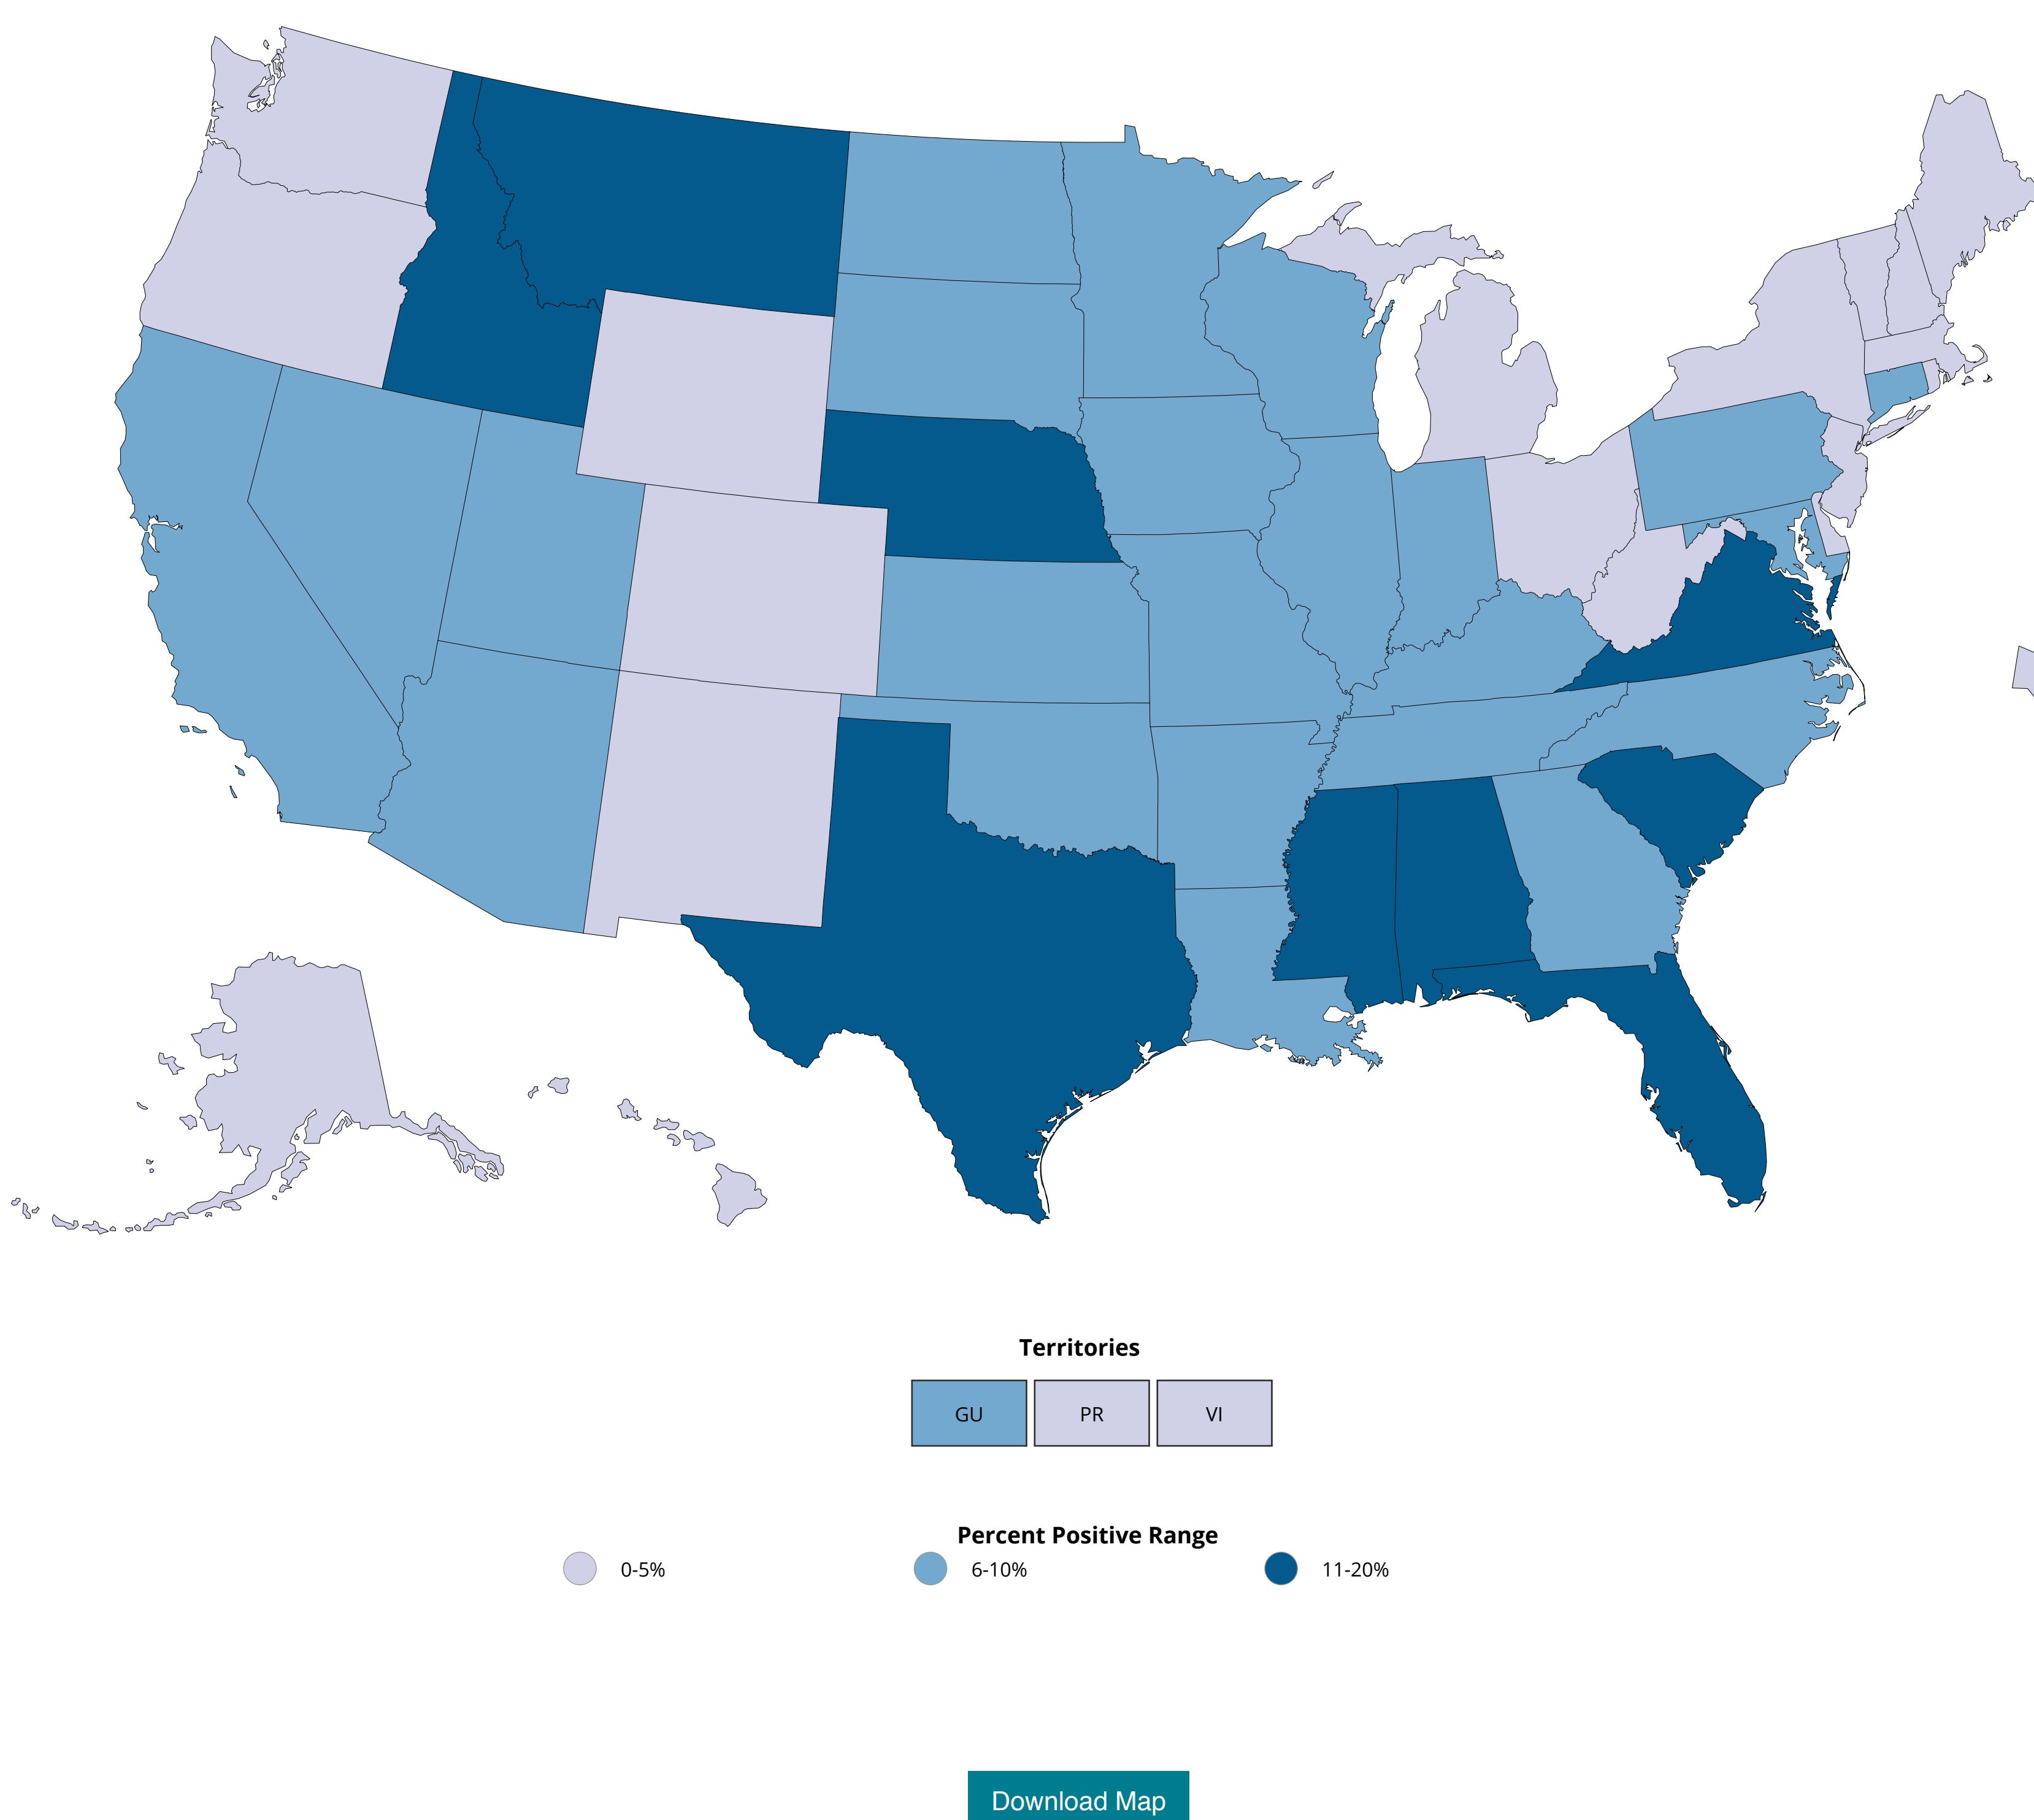 Territories
GU PR VI
Percent Positive Range
0-5% 6-10% 11-20%
Download Map